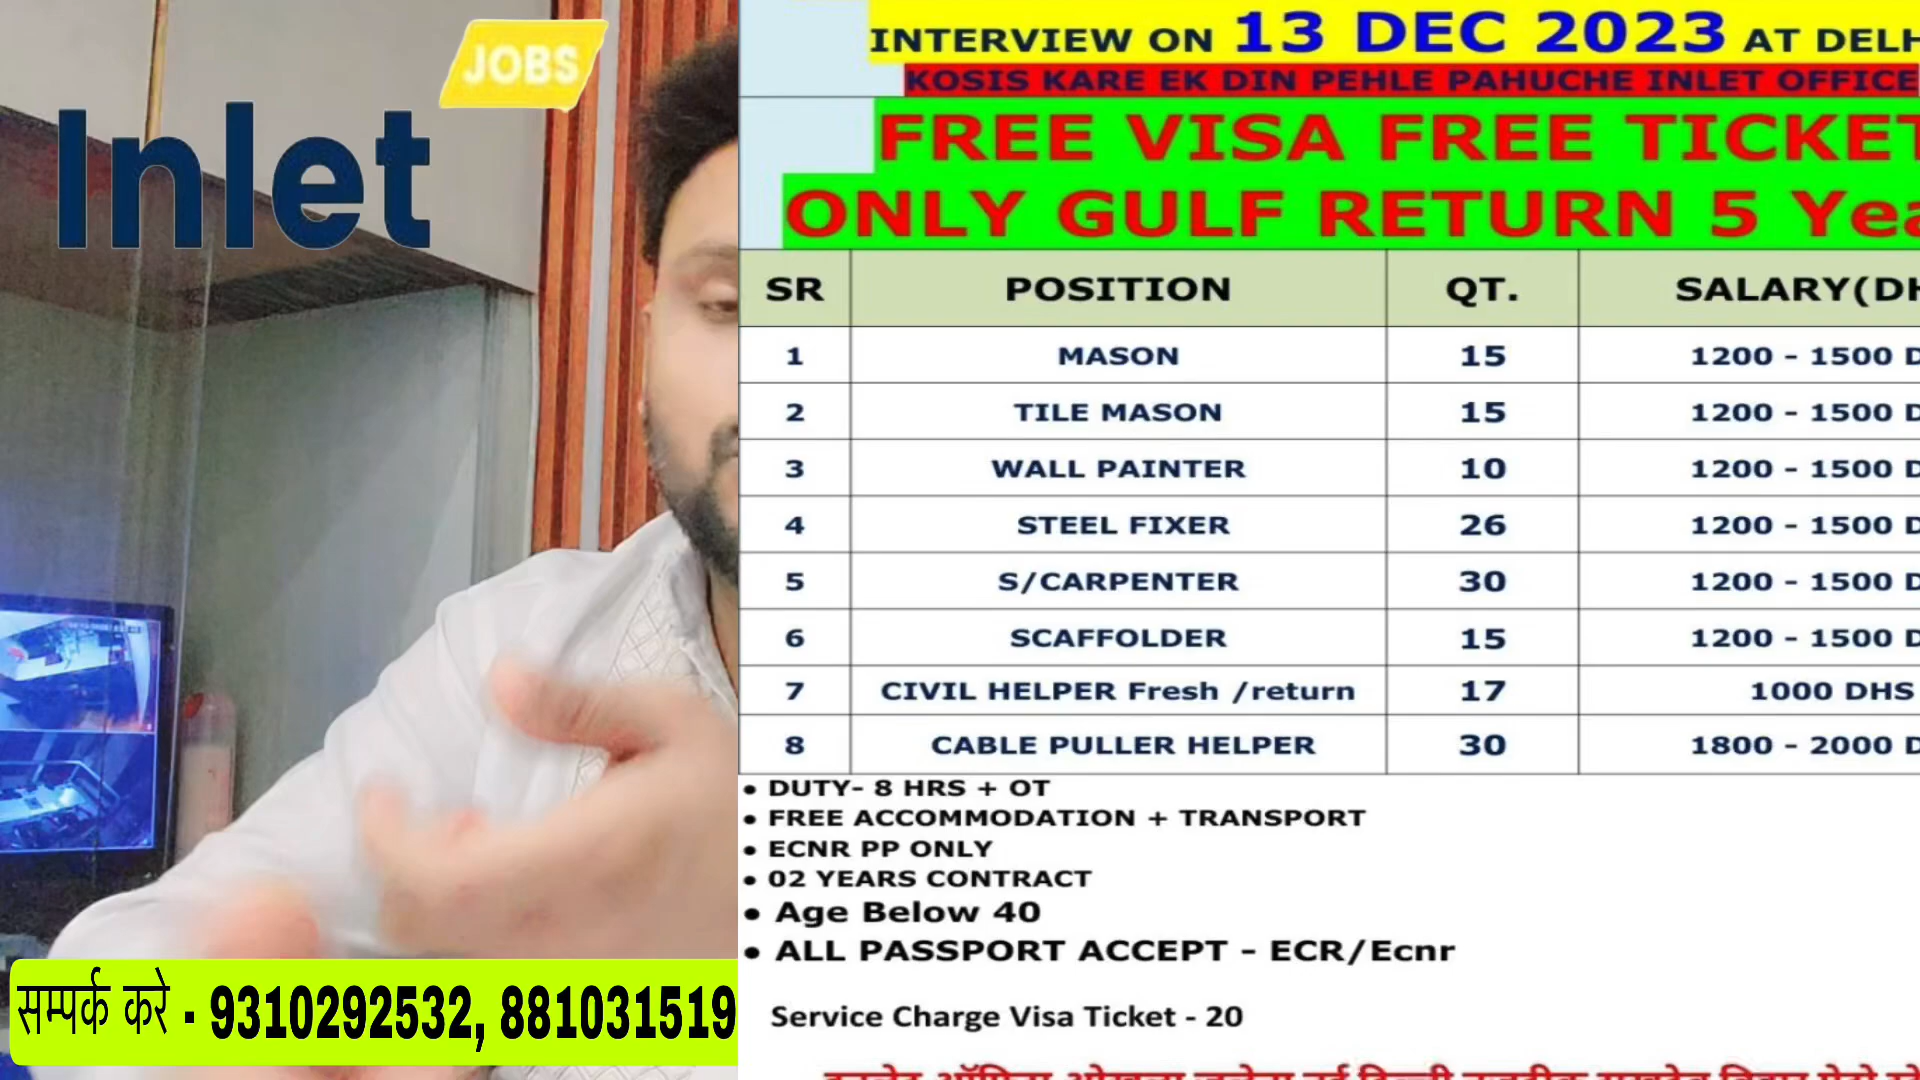 JOBS
Inlet
INTERVIEW ON 13 DEC 2023 AT DELH
KOSIS KARE EK DIN PEHLE PAHUCHE INLET OFFICE
FREE VISA FREE TICKET
ONLY GULF RETURN 5 Yea
SR POSITION QT. SALARY(DH
1 MASON 15 1200 - 1500 D
2 TILE MASON 15 1200 - 1500 D
3 WALL PAINTER 10 1200 - 1500 D
4 STEEL FIXER 26 1200 - 1500 D
5 S/CARPENTER 30 1200 - 1500 D
6 SCAFFOLDER 15 1200 - 1500 D
7 CIVIL HELPER Fresh /return 17 1000 DHS
8 CABLE PULLER HELPER 30 1800 - 2000 D
• DUTY- 8 HRS + OT
• FREE ACCOMMODATION + TRANSPORT
• ECNR PP ONLY
• 02 YEARS CONTRACT
• Age Below 40
• ALL PASSPORT ACCEPT - ECR/Ecnr
Service Charge Visa Ticket - 20
सम्पर्क करे - 9310292532, 881031519